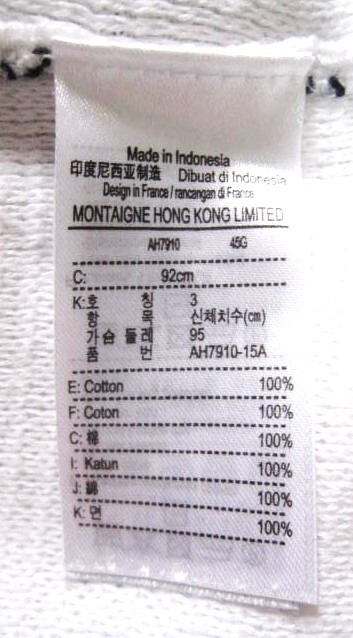 Made in Indonesia
印度尼西亚制造 Dibuat di Indonesia
Design in France / rancangan di France
MONTAIGNE HONG KONG LIMITED
AH7910 45G
C: 92cm
K: 호 칭 3
항 목 신체치수(cm)
가슴 둘레 95
품 번 AH7910-15A
E: Cotton 100%
F: Coton 100%
C: 棉 100%
I: Katun 100%
J: 綿 100%
K: 면 100%